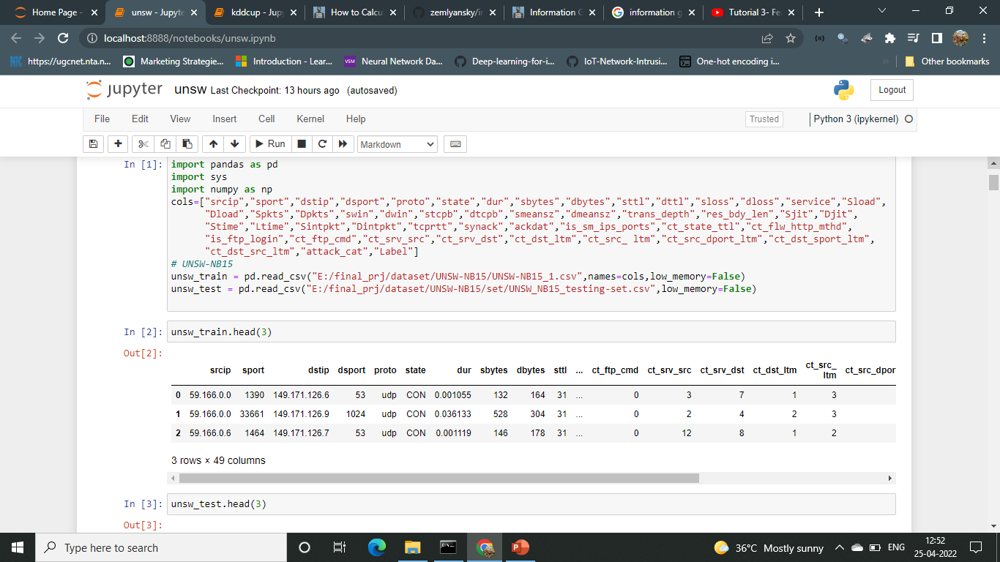 Home Page -
unsw - Jupyte
kddcup - Jup
How to Calcu
zemlyansky/i
Information G
information g
Tutorial 3- Fe
localhost:8888/notebooks/unsw.ipynb
https://ugcnet.nta.n...
Marketing Strategie...
Introduction - Lear...
VSM
Neural Network Da...
Deep-learning-for-i...
IoT-Network-Intrusi...
One-hot encoding i...
Other bookmarks
jupyter unsw Last Checkpoint: 13 hours ago (autosaved)
Logout
File Edit View Insert Cell Kernel Help
Trusted
Python 3 (ipykernel)
Run
Markdown
In [1]: import pandas as pd
import sys
import numpy as np
cols=["srcip","sport","dstip","dsport","proto","state","dur","sbytes","dbytes","sttl","dttl","sloss","dloss","service","Sload",
"Dload","Spkts","Dpkts","swin","dwin","stcpb","dtcpb","smeansz","dmeansz","trans_depth","res_bdy_len","Sjit","Djit",
"Stime","Ltime","Sintpkt","Dintpkt","tcprtt","synack","ackdat","is_sm_ips_ports","ct_state_ttl","ct_flw_http_mthd",
"is_ftp_login","ct_ftp_cmd","ct_srv_src","ct_srv_dst","ct_dst_ltm","ct_src_ ltm","ct_src_dport_ltm","ct_dst_sport_ltm",
"ct_dst_src_ltm","attack_cat","Label"]
# UNSW-NB15
unsw_train = pd.read_csv("E:/final_prj/dataset/UNSW-NB15/UNSW-NB15_1.csv",names=cols,low_memory=False)
unsw_test = pd.read_csv("E:/final_prj/dataset/UNSW-NB15/set/UNSW_NB15_testing-set.csv",low_memory=False)
In [2]: unsw_train.head(3)
Out[2]:
srcip sport dstip dsport proto state dur sbytes dbytes sttl ... ct_ftp_cmd ct_srv_src ct_srv_dst ct_dst_ltm ct_src_ ltm ct_src_dpor
0 59.166.0.0 1390 149.171.126.6 53 udp CON 0.001055 132 164 31 ... 0 3 7 1 3
1 59.166.0.0 33661 149.171.126.9 1024 udp CON 0.036133 528 304 31 ... 0 2 4 2 3
2 59.166.0.6 1464 149.171.126.7 53 udp CON 0.001119 146 178 31 ... 0 12 8 1 2
3 rows × 49 columns
In [3]: unsw_test.head(3)
Out[3]:
Type here to search
36°C Mostly sunny
ENG
12:52
25-04-2022